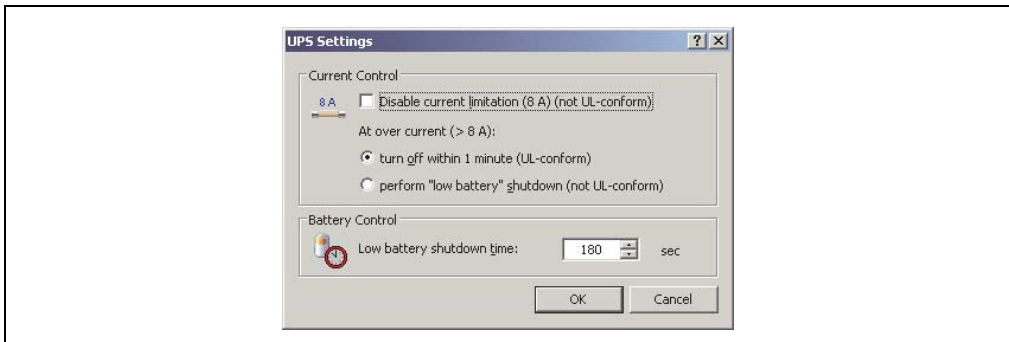 UPS Settings
Current Control
8 A
Disable current limitation (8 A) (not UL-conform)
At over current (> 8 A):
turn off within 1 minute (UL-conform)
perform "low battery" shutdown (not UL-conform)
Battery Control
Low battery shutdown time: 180 sec
OK Cancel